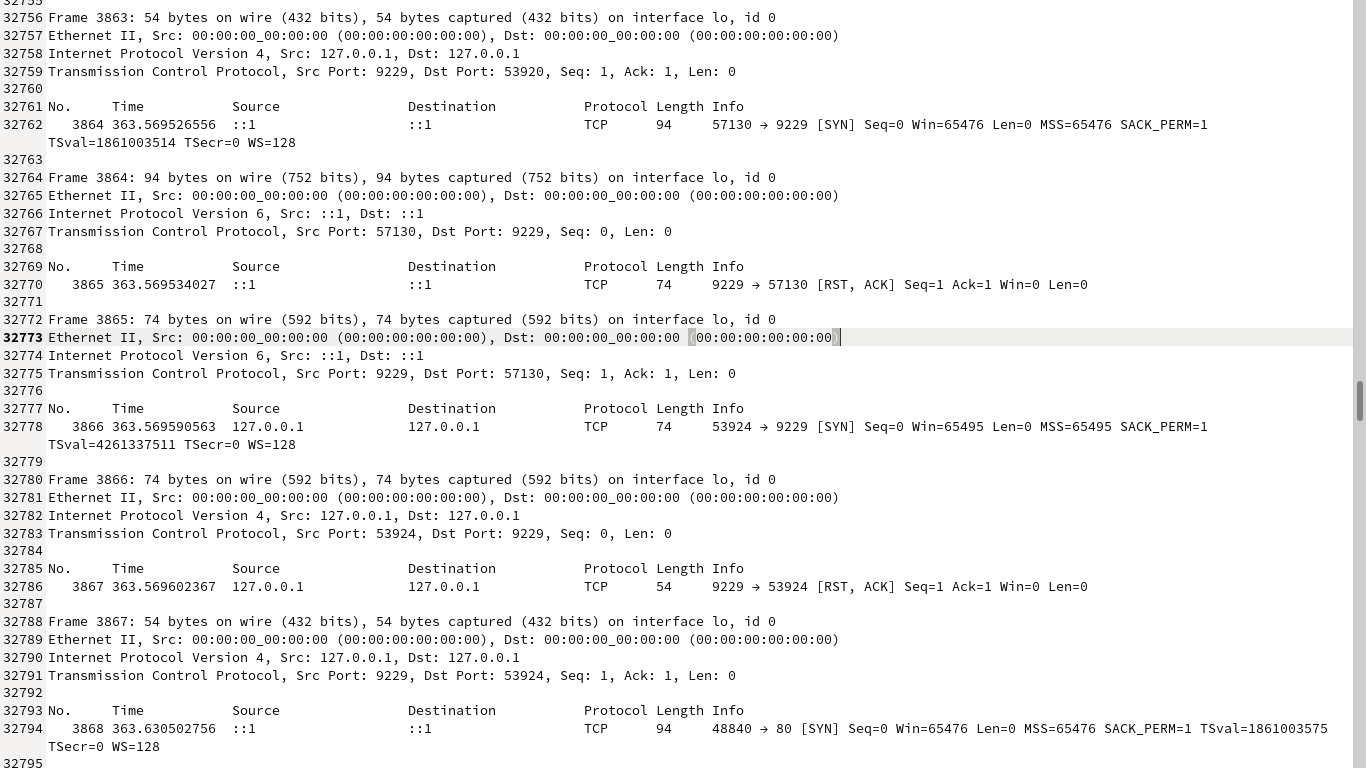 32755
32756 Frame 3863: 54 bytes on wire (432 bits), 54 bytes captured (432 bits) on interface lo, id 0
32757 Ethernet II, Src: 00:00:00_00:00:00 (00:00:00:00:00:00), Dst: 00:00:00_00:00:00 (00:00:00:00:00:00)
32758 Internet Protocol Version 4, Src: 127.0.0.1, Dst: 127.0.0.1
32759 Transmission Control Protocol, Src Port: 9229, Dst Port: 53920, Seq: 1, Ack: 1, Len: 0
32760
32761 No.     Time           Source                Destination           Protocol Length Info
32762    3864 363.569526556  ::1                   ::1                   TCP      94     57130 → 9229 [SYN] Seq=0 Win=65476 Len=0 MSS=65476 SACK_PERM=1
TSval=1861003514 TSecr=0 WS=128
32763
32764 Frame 3864: 94 bytes on wire (752 bits), 94 bytes captured (752 bits) on interface lo, id 0
32765 Ethernet II, Src: 00:00:00_00:00:00 (00:00:00:00:00:00), Dst: 00:00:00_00:00:00 (00:00:00:00:00:00)
32766 Internet Protocol Version 6, Src: ::1, Dst: ::1
32767 Transmission Control Protocol, Src Port: 57130, Dst Port: 9229, Seq: 0, Len: 0
32768
32769 No.     Time           Source                Destination           Protocol Length Info
32770    3865 363.569534027  ::1                   ::1                   TCP      74     9229 → 57130 [RST, ACK] Seq=1 Ack=1 Win=0 Len=0
32771
32772 Frame 3865: 74 bytes on wire (592 bits), 74 bytes captured (592 bits) on interface lo, id 0
32773 Ethernet II, Src: 00:00:00_00:00:00 (00:00:00:00:00:00), Dst: 00:00:00_00:00:00 (00:00:00:00:00:00)
32774 Internet Protocol Version 6, Src: ::1, Dst: ::1
32775 Transmission Control Protocol, Src Port: 9229, Dst Port: 57130, Seq: 1, Ack: 1, Len: 0
32776
32777 No.     Time           Source                Destination           Protocol Length Info
32778    3866 363.569590563  127.0.0.1             127.0.0.1             TCP      74     53924 → 9229 [SYN] Seq=0 Win=65495 Len=0 MSS=65495 SACK_PERM=1
TSval=4261337511 TSecr=0 WS=128
32779
32780 Frame 3866: 74 bytes on wire (592 bits), 74 bytes captured (592 bits) on interface lo, id 0
32781 Ethernet II, Src: 00:00:00_00:00:00 (00:00:00:00:00:00), Dst: 00:00:00_00:00:00 (00:00:00:00:00:00)
32782 Internet Protocol Version 4, Src: 127.0.0.1, Dst: 127.0.0.1
32783 Transmission Control Protocol, Src Port: 53924, Dst Port: 9229, Seq: 0, Len: 0
32784
32785 No.     Time           Source                Destination           Protocol Length Info
32786    3867 363.569602367  127.0.0.1             127.0.0.1             TCP      54     9229 → 53924 [RST, ACK] Seq=1 Ack=1 Win=0 Len=0
32787
32788 Frame 3867: 54 bytes on wire (432 bits), 54 bytes captured (432 bits) on interface lo, id 0
32789 Ethernet II, Src: 00:00:00_00:00:00 (00:00:00:00:00:00), Dst: 00:00:00_00:00:00 (00:00:00:00:00:00)
32790 Internet Protocol Version 4, Src: 127.0.0.1, Dst: 127.0.0.1
32791 Transmission Control Protocol, Src Port: 9229, Dst Port: 53924, Seq: 1, Ack: 1, Len: 0
32792
32793 No.     Time           Source                Destination           Protocol Length Info
32794    3868 363.630502756  ::1                   ::1                   TCP      94     48840 → 80 [SYN] Seq=0 Win=65476 Len=0 MSS=65476 SACK_PERM=1 TSval=1861003575
TSecr=0 WS=128
32795